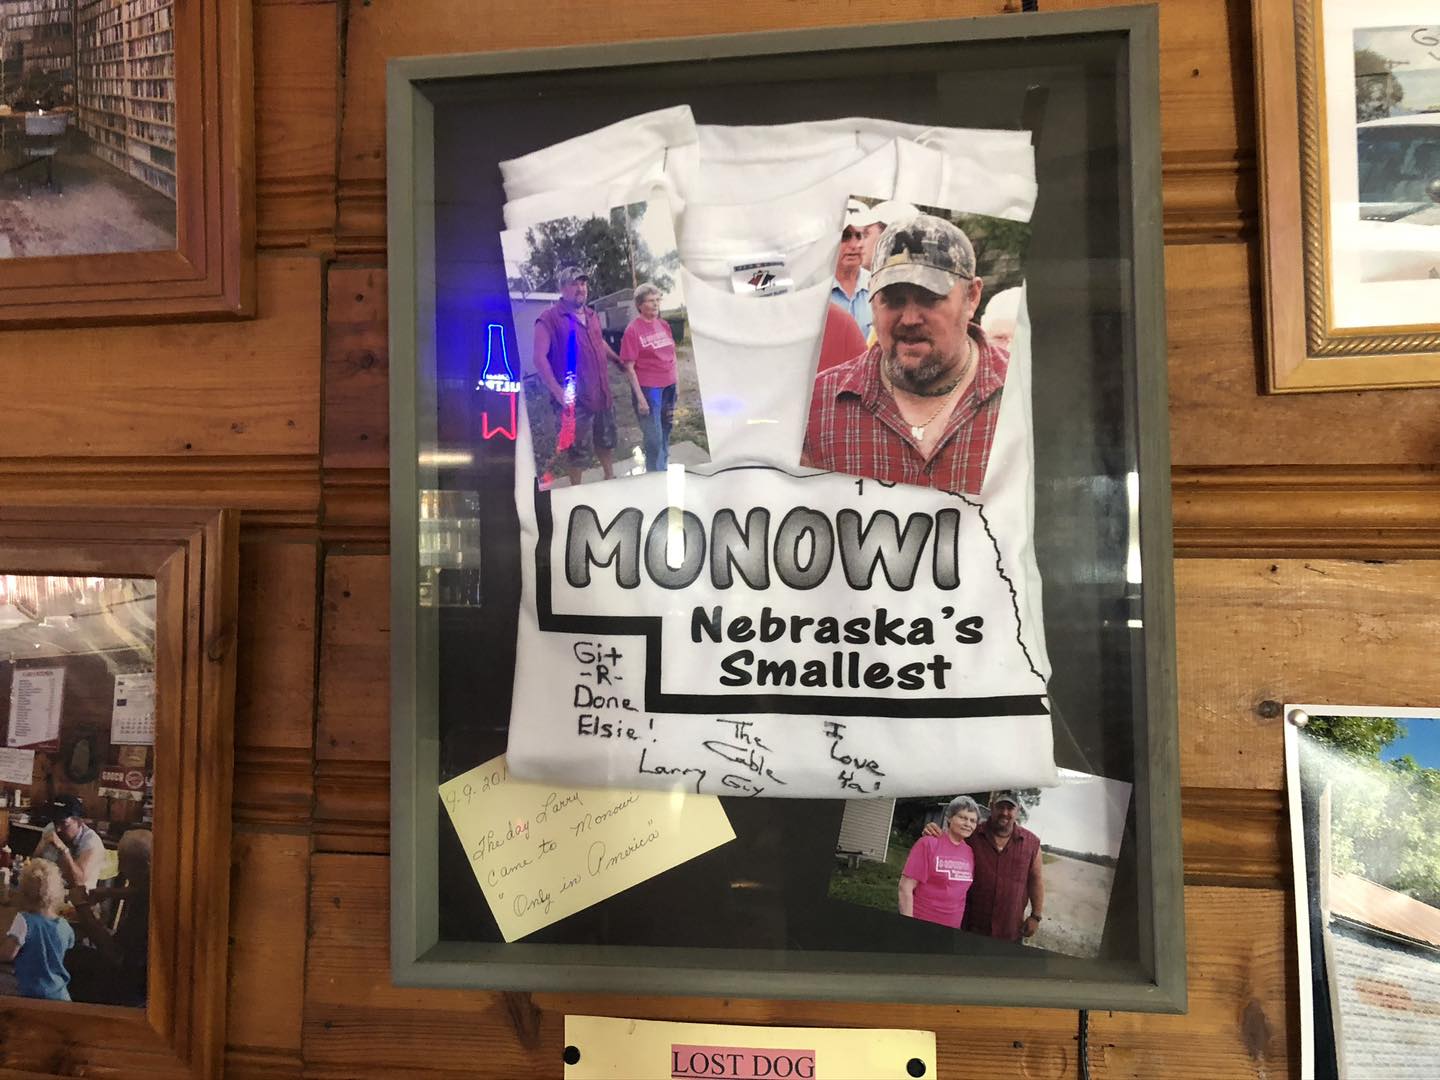 MONOWI
Nebraska's
Smallest
Git
-R-
Done
Elsie!
Larry
The
Cable
Guy
I
Love
Ya!
The day Larry
came to Monowi
"Only in America"
LOST DOG
GOOCH